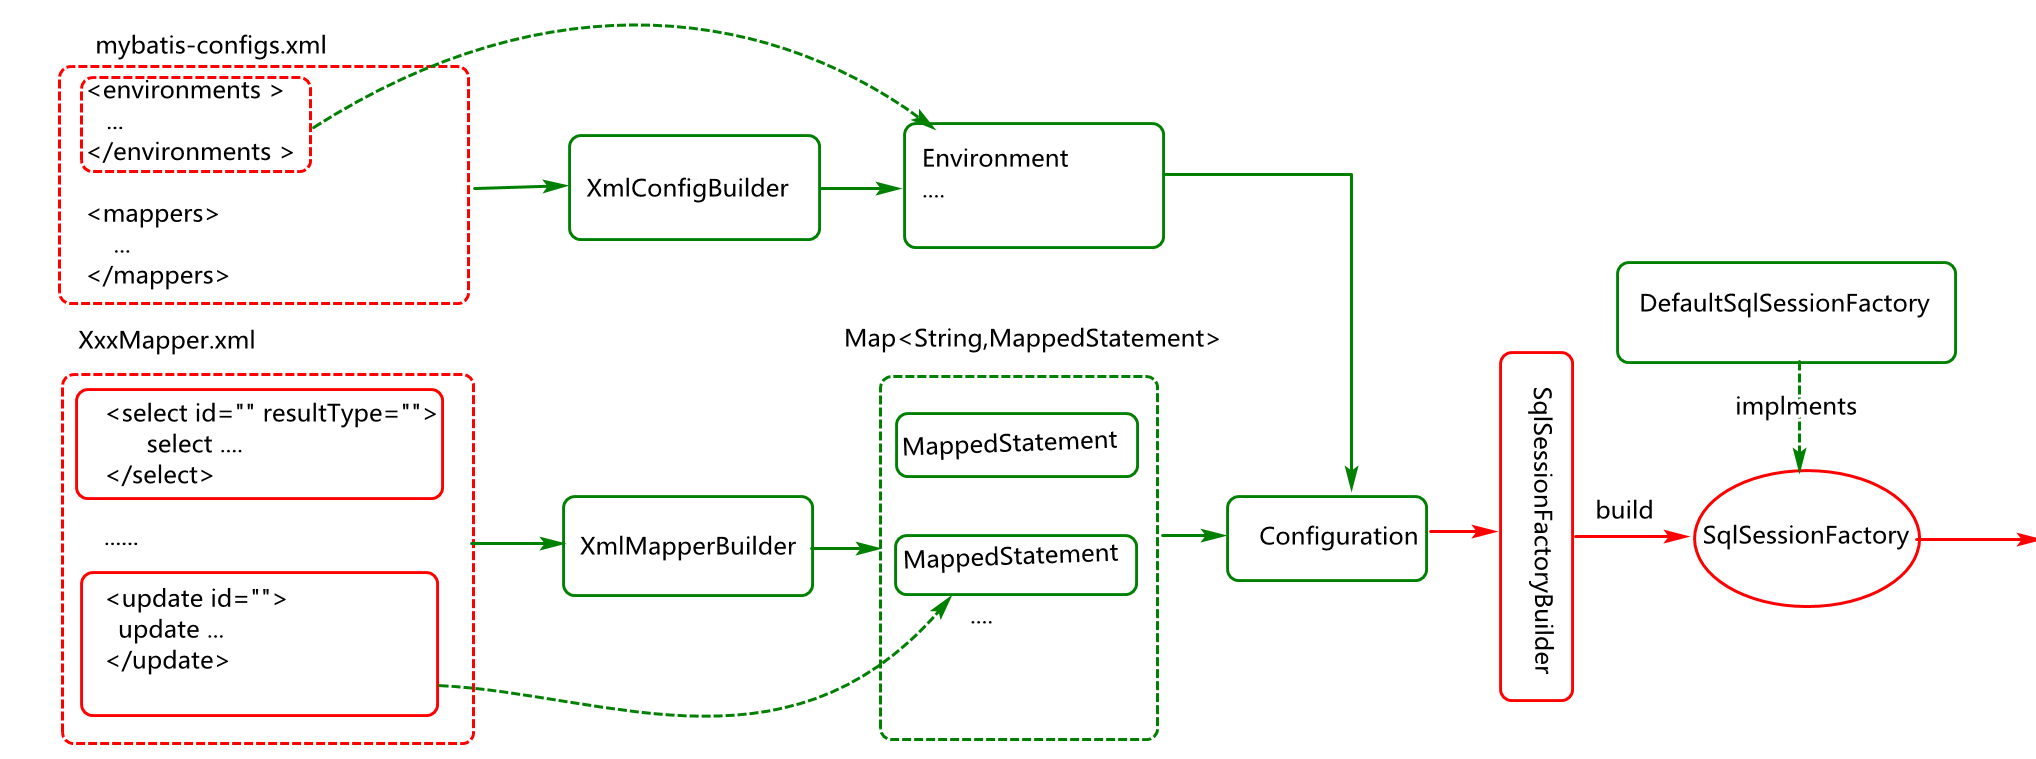 mybatis-configs.xml
<environments >
...
</environments >
<mappers>
...
</mappers>
XmlConfigBuilder
Environment
....
DefaultSqlSessionFactory
implments
XxxMapper.xml
<select id="" resultType="">
select ....
</select>
......
<update id="">
update ...
</update>
XmlMapperBuilder
Map<String,MappedStatement>
MappedStatement
MappedStatement
....
Configuration
SqlSessionFactoryBuilder
build
SqlSessionFactory